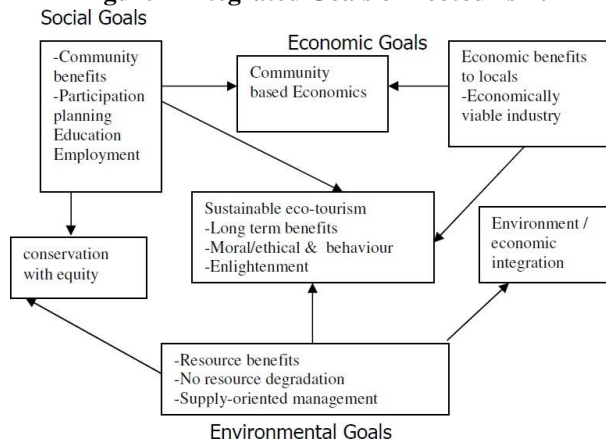 Social Goals
Economic Goals
-Community
benefits
-Participation
planning
Education
Employment
Community
based Economics
Economic benefits
to locals
-Economically
viable industry
Sustainable eco-tourism
-Long term benefits
-Moral/ethical & behaviour
-Enlightenment
Environment /
economic
integration
conservation
with equity
-Resource benefits
-No resource degradation
-Supply-oriented management
Environmental Goals